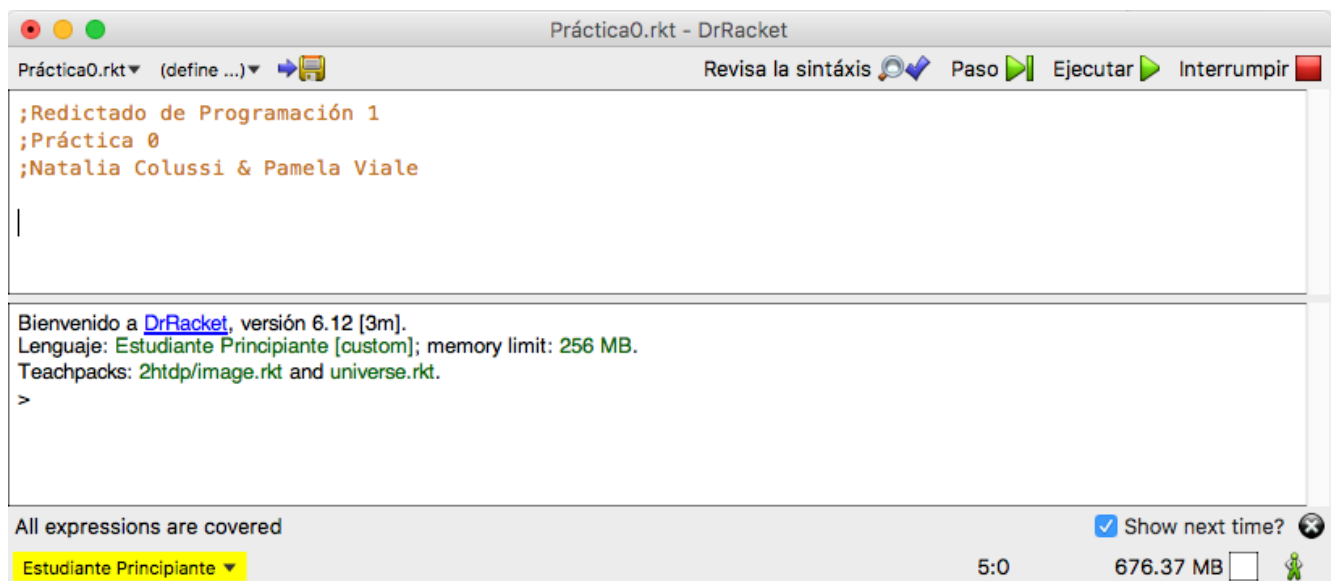 Práctica0.rkt - DrRacket
Práctica0.rkt (define ...) Revisa la sintáxis Paso Ejecutar Interrumpir
;Redictado de Programación 1
;Práctica 0
;Natalia Colussi & Pamela Viale
Bienvenido a DrRacket, versión 6.12 [3m].
Lenguaje: Estudiante Principiante [custom]; memory limit: 256 MB.
Teachpacks: 2htdp/image.rkt and universe.rkt.
>
All expressions are covered Show next time?
Estudiante Principiante 5:0 676.37 MB